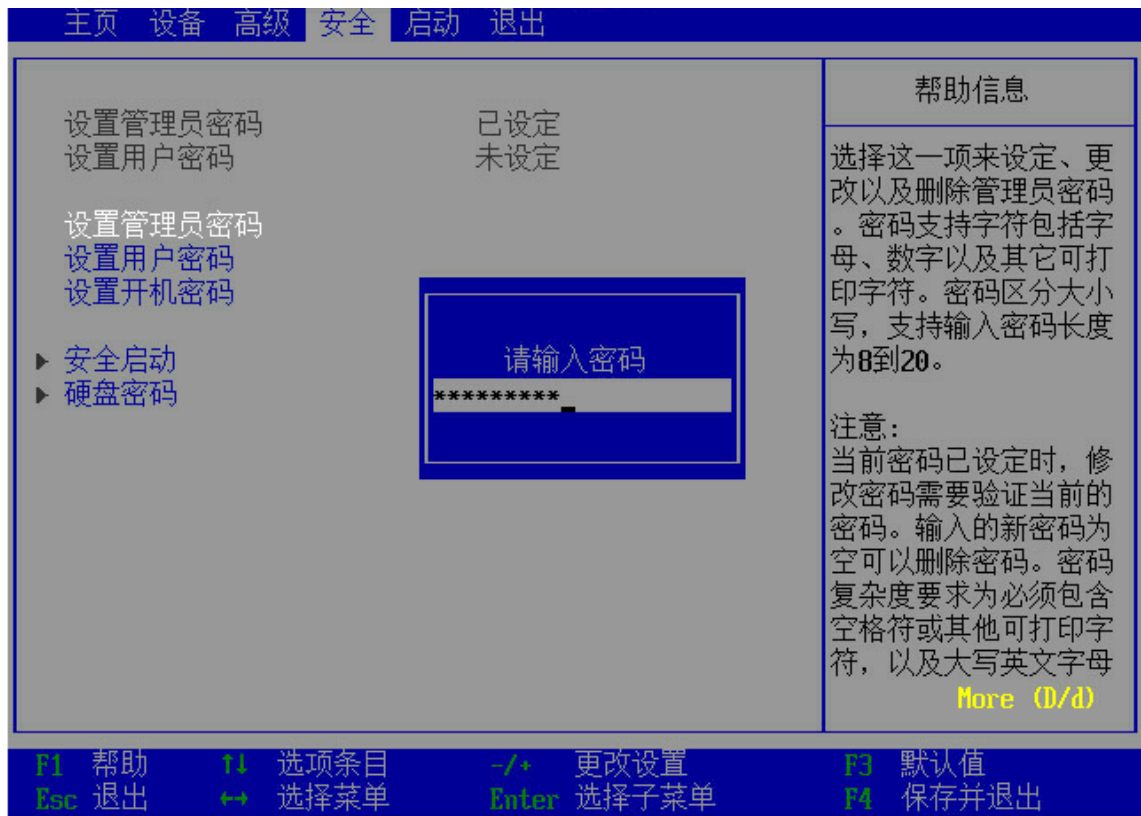 主页 设备 高级 安全 启动 退出
设置管理员密码 已设定
设置用户密码 未设定
设置管理员密码
设置用户密码
设置开机密码
安全启动
硬盘密码
请输入密码
*********
帮助信息
选择这一项来设定、更
改以及删除管理员密码
。密码支持字符包括字
母、数字以及其它可打
印字符。密码区分大小
写，支持输入密码长度
为8到20。
注意：
当前密码已设定时，修
改密码需要验证当前的
密码。输入的新密码为
空可以删除密码。密码
复杂度要求为必须包含
空格符或其他可打印字
符，以及大写英文字母
More (D/d)
F1 帮助 ↑↓ 选项条目 -/+ 更改设置 F3 默认值
Esc 退出 ←→ 选择菜单 Enter 选择子菜单 F4 保存并退出